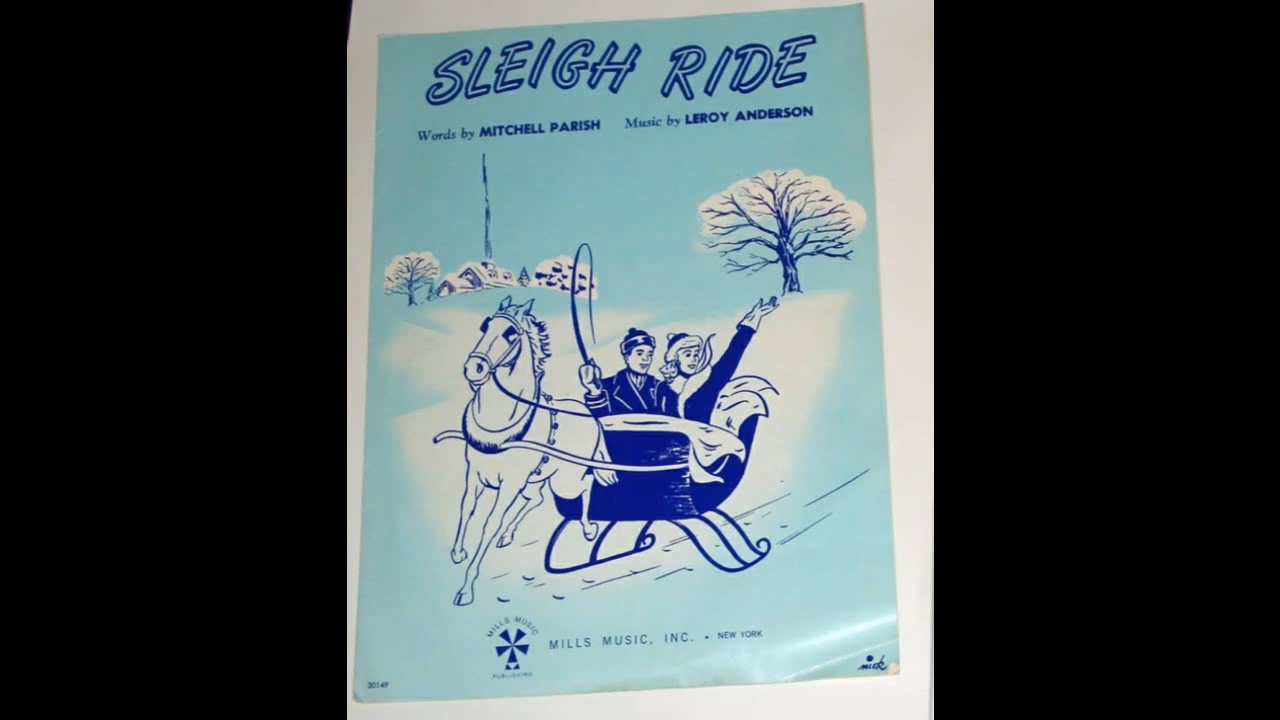 SLEIGH RIDE
Words by MITCHELL PARISH Music by LEROY ANDERSON
MILLS MUSIC
PUBLISHING
MILLS MUSIC, INC. • NEW YORK
nick
30149